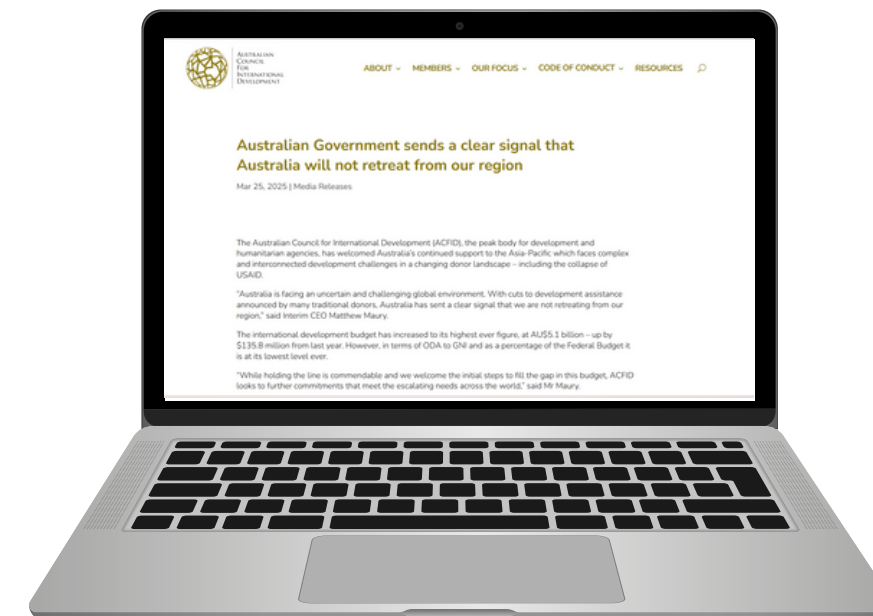 AUSTRALIAN
COUNCIL
FOR
INTERNATIONAL
DEVELOPMENT
ABOUT MEMBERS OUR FOCUS CODE OF CONDUCT RESOURCES
Australian Government sends a clear signal that
Australia will not retreat from our region
Mar 25, 2025 | Media Releases
The Australian Council for International Development (ACFID), the peak body for development and
humanitarian agencies, has welcomed Australia's continued support to the Asia-Pacific which faces complex
and interconnected development challenges in a changing donor landscape – including the collapse of
USAID.
"Australia is facing an uncertain and challenging global environment. With cuts to development assistance
announced by many traditional donors, Australia has sent a clear signal that we are not retreating from our
region," said Interim CEO Matthew Maury.
The international development budget has increased to its highest ever figure, at AU$5.1 billion – up by
$135.8 million from last year. However, in terms of ODA to GNI and as a percentage of the Federal Budget it
is at its lowest level ever.
"While holding the line is commendable and we welcome the initial steps to fill the gap in this budget, ACFID
looks to further commitments that meet the escalating needs across the world," said Mr Maury.